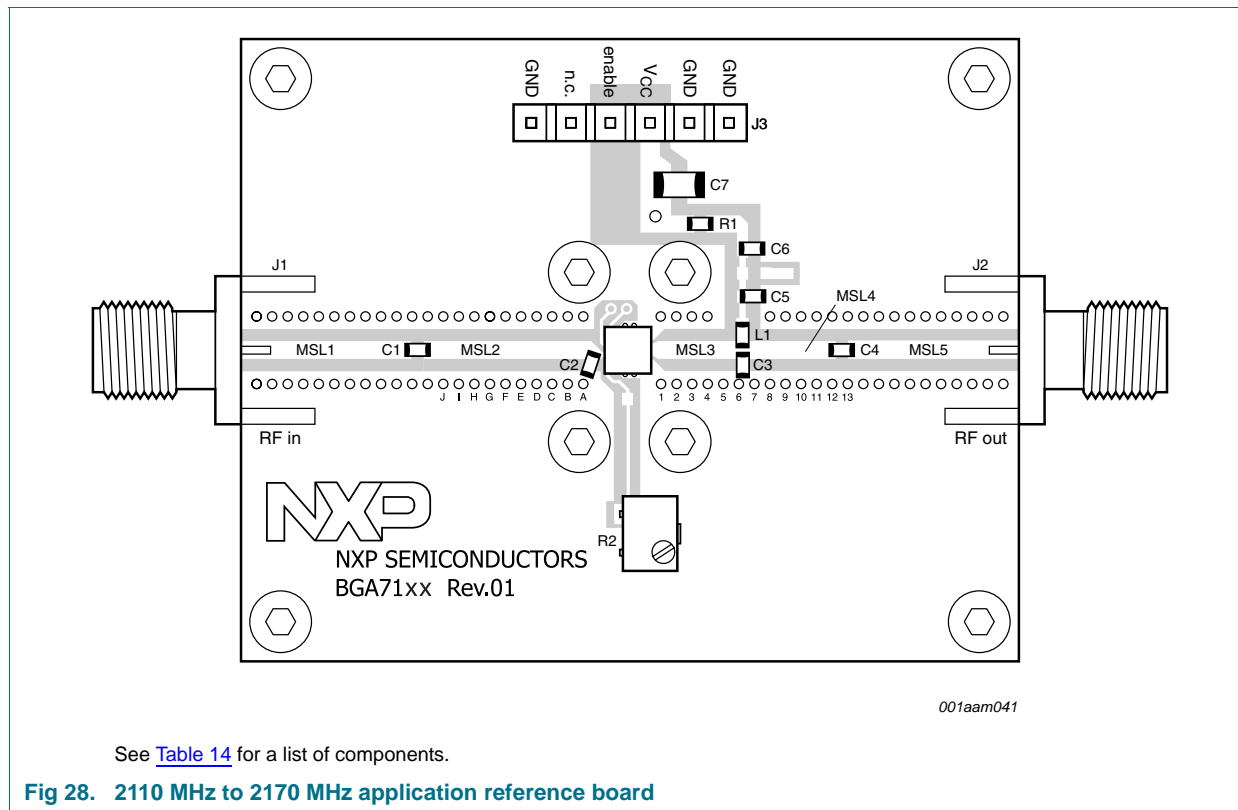 GND n.c. enable VCC GND GND
J3
C7
R1
C6
J1
J2
C5
MSL4
L1
MSL1 C1 MSL2 MSL3 C4 MSL5
C2 C3
J I H G F E D C B A 1 2 3 4 5 6 7 8 9 10 11 12 13
RF in RF out
NXP
R2
NXP SEMICONDUCTORS
BGA71xx Rev.01
001aam041
See Table 14 for a list of components.
Fig 28. 2110 MHz to 2170 MHz application reference board